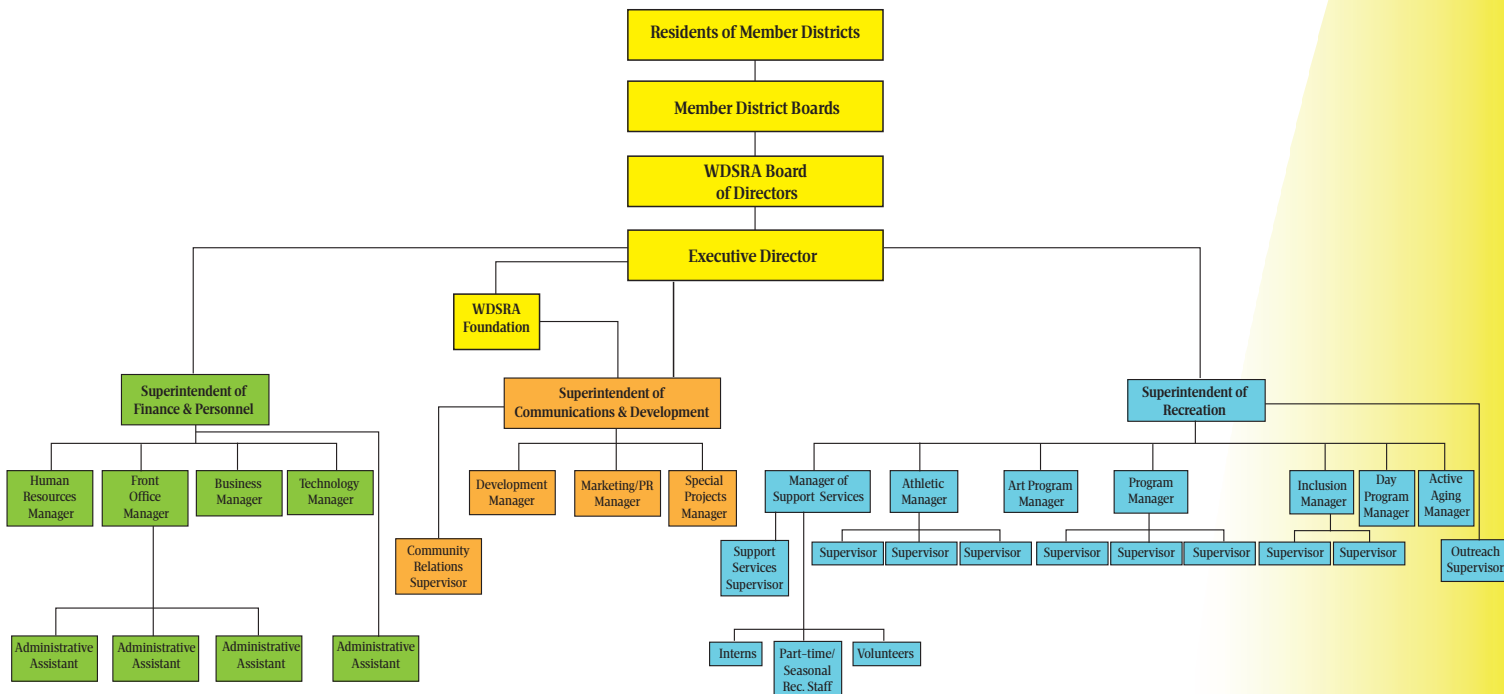 Residents of Member Districts
Member District Boards
WDSRA Board
of Directors
Executive Director
WDSRA
Foundation
Superintendent of
Finance & Personnel
Superintendent of
Communications & Development
Superintendent of
Recreation
Human
Resources
Manager
Front
Office
Manager
Business
Manager
Technology
Manager
Development
Manager
Marketing/PR
Manager
Special
Projects
Manager
Manager of
Support Services
Athletic
Manager
Art Program
Manager
Program
Manager
Inclusion
Manager
Day
Program
Manager
Active
Aging
Manager
Community
Relations
Supervisor
Support
Services
Supervisor
Supervisor
Supervisor
Supervisor
Supervisor
Supervisor
Supervisor
Supervisor
Supervisor
Outreach
Supervisor
Administrative
Assistant
Administrative
Assistant
Administrative
Assistant
Administrative
Assistant
Interns
Part-time/
Seasonal
Rec. Staff
Volunteers